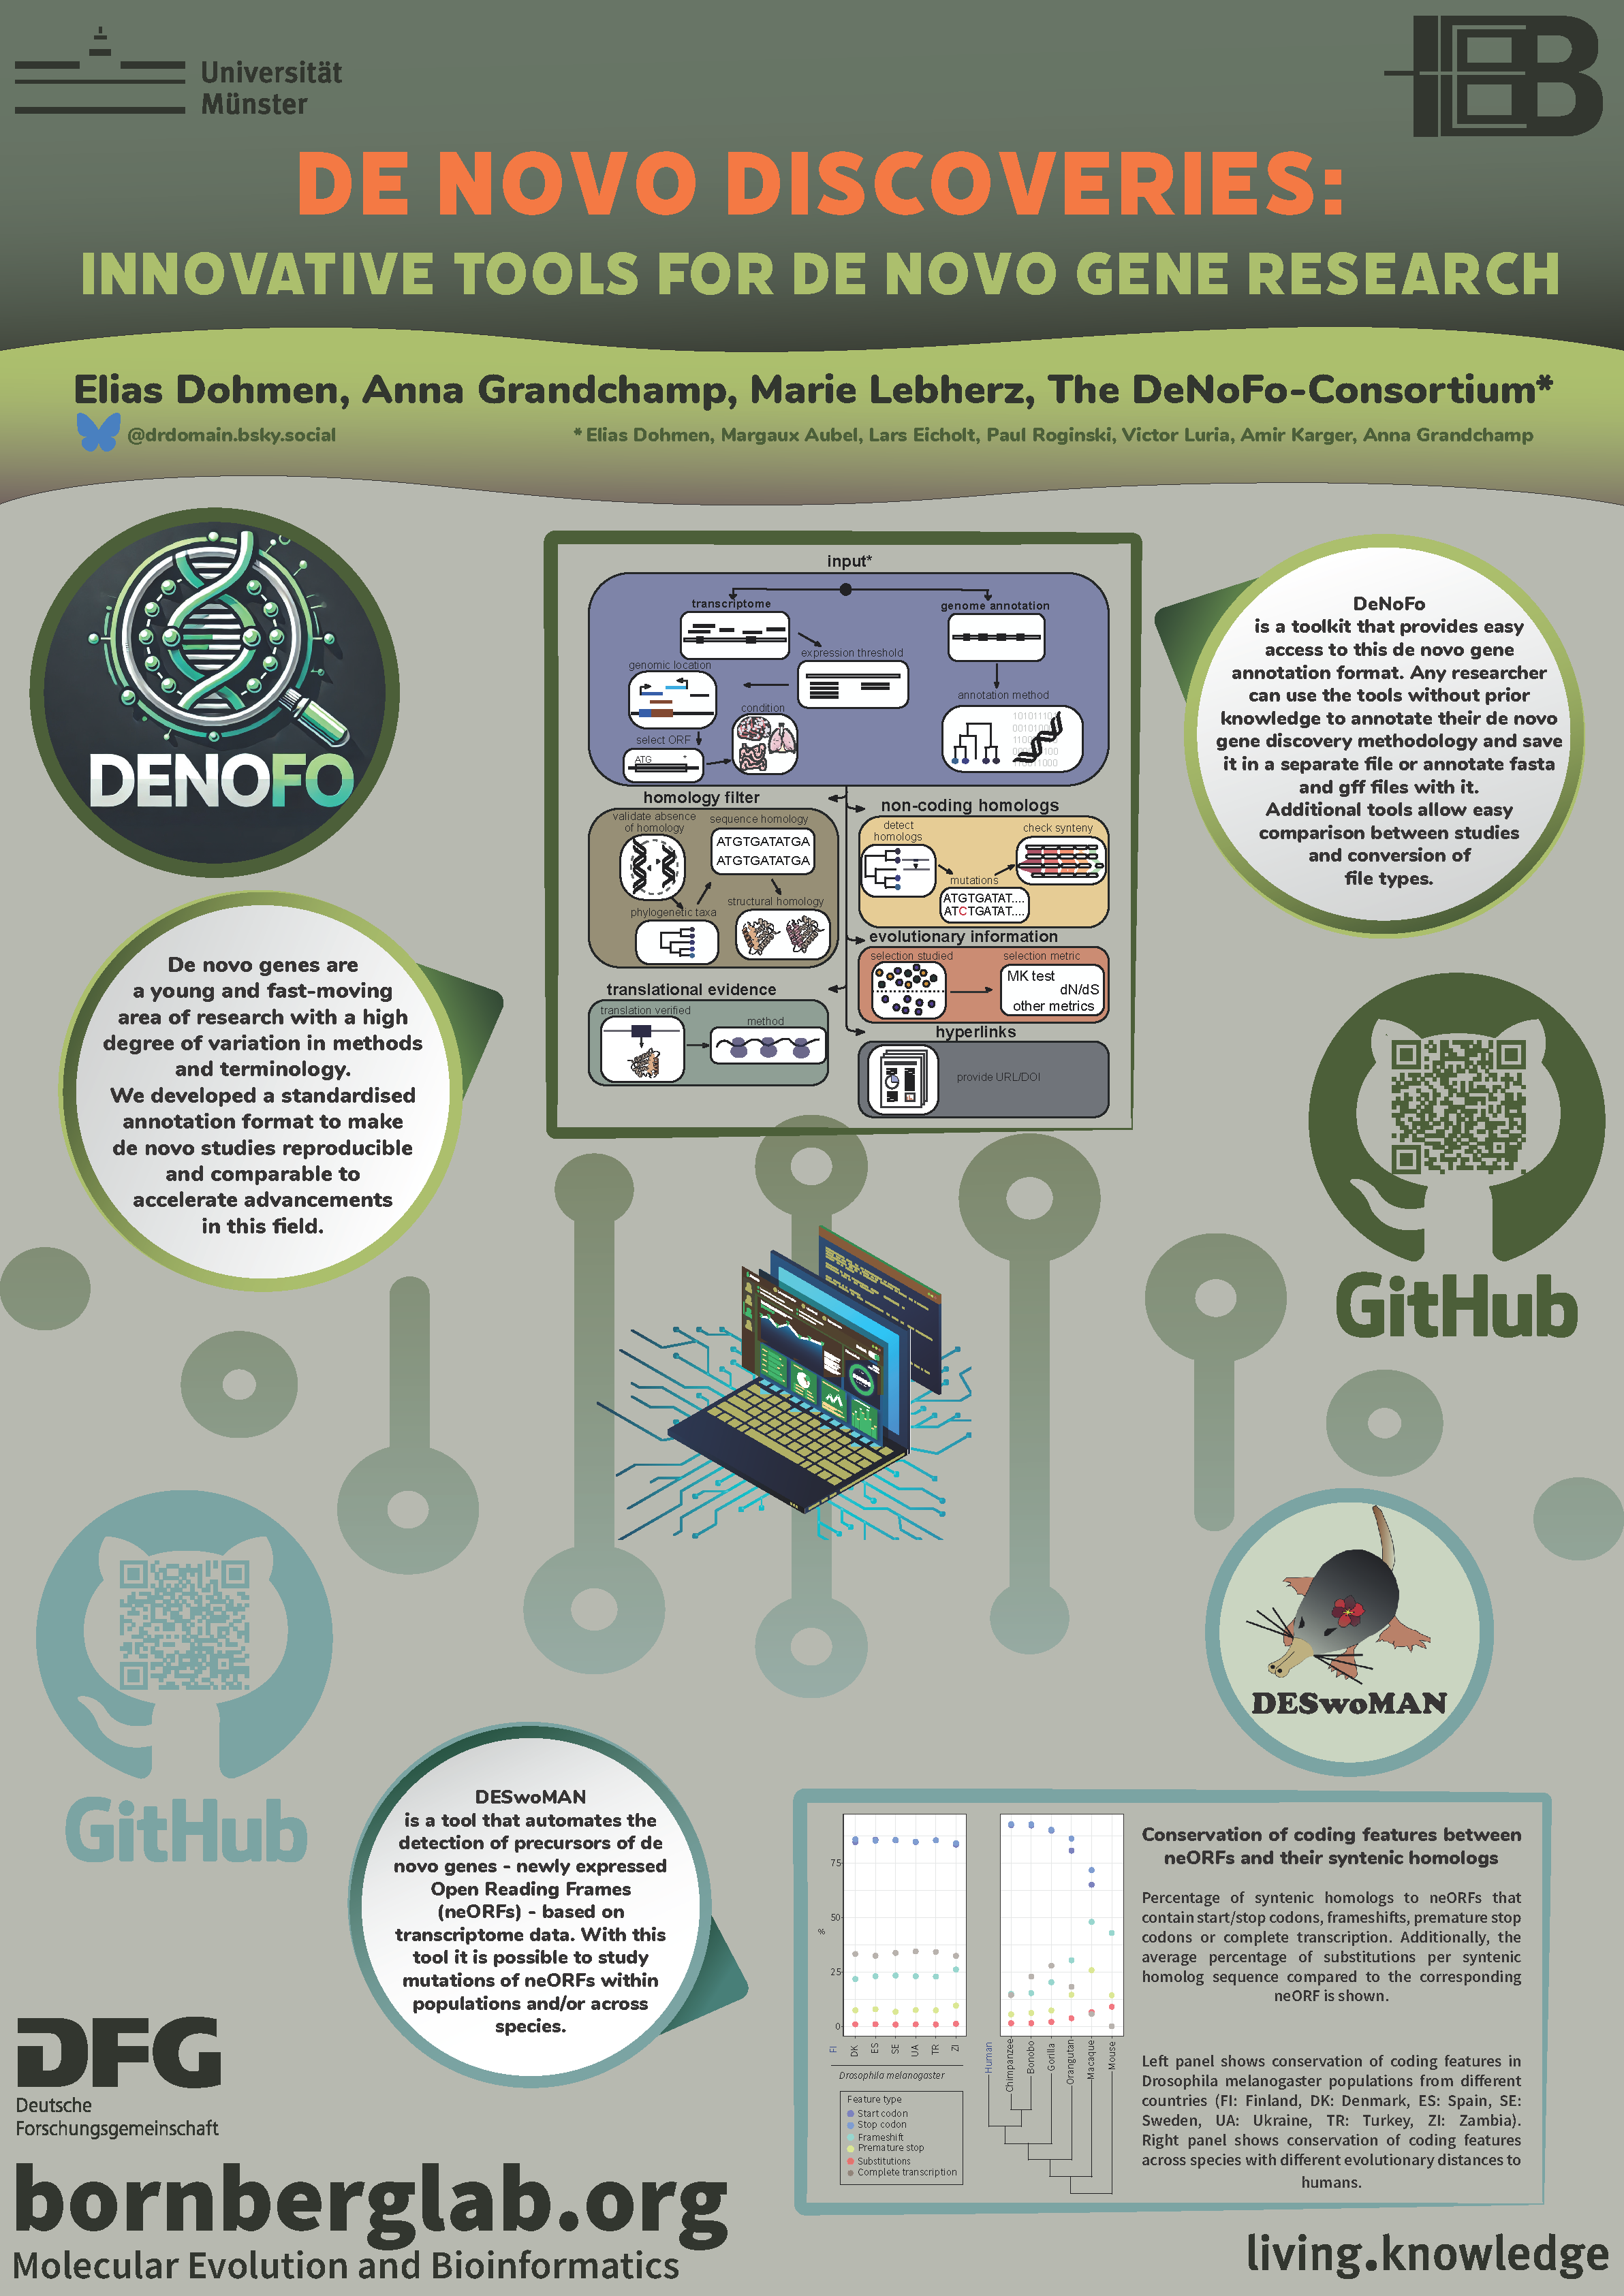 Universität
Münster
IEB
DE NOVO DISCOVERIES:
INNOVATIVE TOOLS FOR DE NOVO GENE RESEARCH
Elias Dohmen, Anna Grandchamp, Marie Lebherz, The DeNoFo-Consortium*
@drdomain.bsky.social
* Elias Dohmen, Margaux Aubel, Lars Eicholt, Paul Roginski, Victor Luria, Amir Karger, Anna Grandchamp
DENOFO
De novo genes are
a young and fast-moving
area of research with a high
degree of variation in methods
and terminology.
We developed a standardised
annotation format to make
de novo studies reproducible
and comparable to
accelerate advancements
in this field.
input*
transcriptome
genome annotation
expression threshold
genomic location
annotation method
condition
select ORF
ATG *
homology filter
validate absence
of homology
sequence homology
ATGTGATATGA
ATGTGATATGA
phylogenetic taxa
structural homology
non-coding homologs
detect
homologs
check synteny
mutations
ATGTGATAT....
ATCTGATAT....
evolutionary information
selection studied
selection metric
MK test
dN/dS
other metrics
translational evidence
translation verified
method
hyperlinks
provide URL/DOI
DeNoFo
is a toolkit that provides easy
access to this de novo gene
annotation format. Any researcher
can use the tools without prior
knowledge to annotate their de novo
gene discovery methodology and save
it in a separate file or annotate fasta
and gff files with it.
Additional tools allow easy
comparison between studies
and conversion of
file types.
GitHub
GitHub
DESwoMAN
DESwoMAN
is a tool that automates the
detection of precursors of de
novo genes - newly expressed
Open Reading Frames
(neORFs) - based on
transcriptome data. With this
tool it is possible to study
mutations of neORFs within
populations and/or across
species.
75
50
%
25
0
FI
DK
ES
SE
UA
TR
ZI
Drosophila melanogaster
Human
Chimpanzee
Bonobo
Gorilla
Orangutan
Macaque
Mouse
Feature type
Start codon
Stop codon
Frameshift
Premature stop
Substitutions
Complete transcription
Conservation of coding features between
neORFs and their syntenic homologs
Percentage of syntenic homologs to neORFs that
contain start/stop codons, frameshifts, premature stop
codons or complete transcription. Additionally, the
average percentage of substitutions per syntenic
homolog sequence compared to the corresponding
neORF is shown.
Left panel shows conservation of coding features in
Drosophila melanogaster populations from different
countries (FI: Finland, DK: Denmark, ES: Spain, SE:
Sweden, UA: Ukraine, TR: Turkey, ZI: Zambia).
Right panel shows conservation of coding features
across species with different evolutionary distances to
humans.
DFG
Deutsche
Forschungsgemeinschaft
bornberglab.org
Molecular Evolution and Bioinformatics
living.knowledge